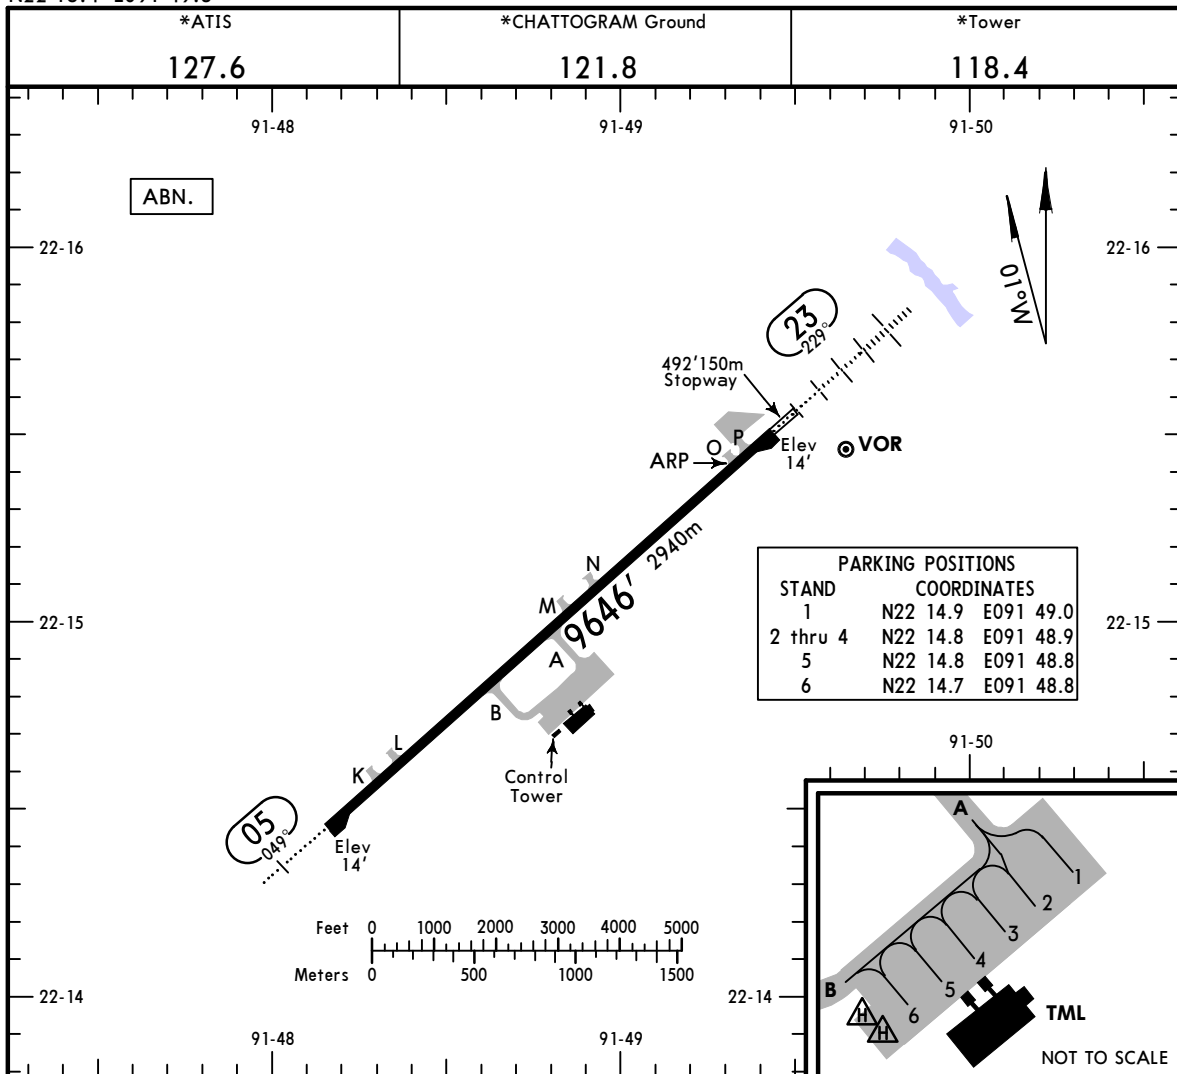 *ATIS
127.6
*CHATTOGRAM Ground
121.8
*Tower
118.4
91-48
91-49
91-50
ABN.
22-16
22-16
01°W
23
229°
492'150m
Stopway
O
P
ARP
Elev
14'
VOR
N
M
9646'
2940m
22-15
22-15
A
B
L
K
Control
Tower
05
049°
Elev
14'
PARKING POSITIONS
STAND COORDINATES
1 N22 14.9 E091 49.0
2 thru 4 N22 14.8 E091 48.9
5 N22 14.8 E091 48.8
6 N22 14.7 E091 48.8
91-50
Feet 0 1000 2000 3000 4000 5000
Meters 0 500 1000 1500
22-14
22-14
91-48
91-49
A
1
2
3
4
5
6
B
H
H
TML
NOT TO SCALE